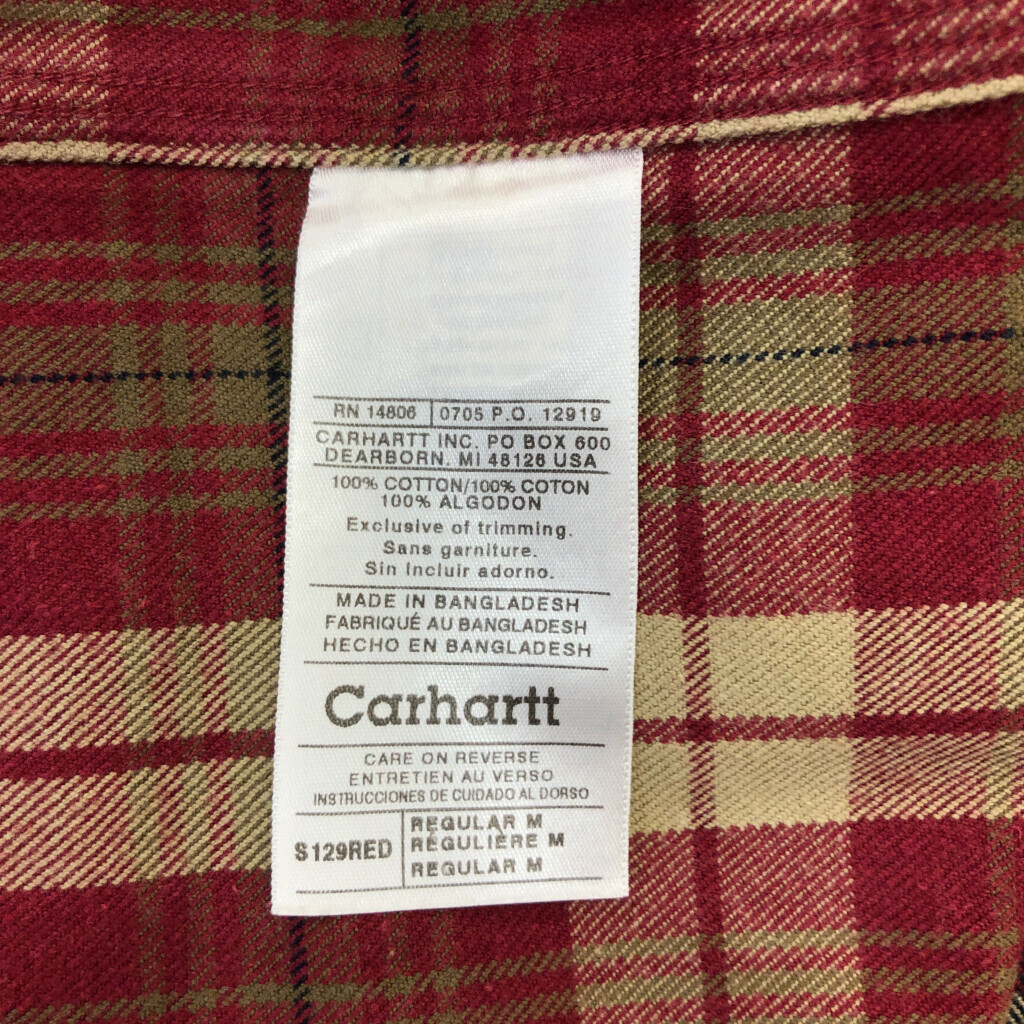 RN 14806 0705 P.O. 12919
CARHARTT INC. PO BOX 600
DEARBORN, MI 48126 USA
100% COTTON/100% COTON
100% ALGODON
Exclusive of trimming.
Sans garniture.
Sin Incluir adorno.
MADE IN BANGLADESH
FABRIQUÉ AU BANGLADESH
HECHO EN BANGLADESH
Carhartt
CARE ON REVERSE
ENTRETIEN AU VERSO
INSTRUCCIONES DE CUIDADO AL DORSO
S129RED
REGULAR M
RÉGULIÈRE M
REGULAR M